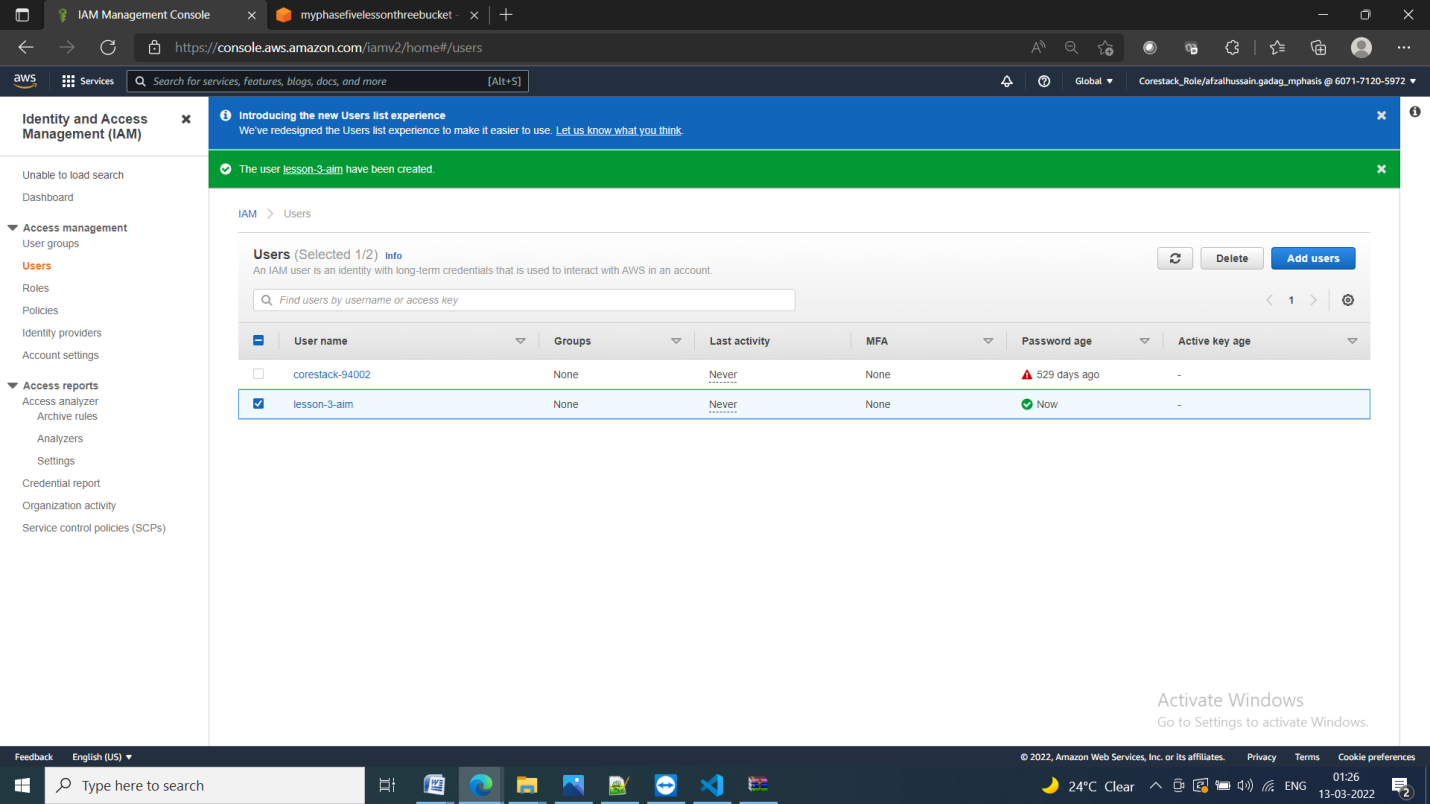 IAM Management Console
myphasefivelessonthreebucket -
https://console.aws.amazon.com/iamv2/home#/users
aws
Services
Search for services, features, blogs, docs, and more
[Alt+S]
Global
Corestack_Role/afzalhussain.gadag_mphasis @ 6071-7120-5972
Identity and Access
Management (IAM)
Unable to load search
Dashboard
Access management
User groups
Users
Roles
Policies
Identity providers
Account settings
Access reports
Access analyzer
Archive rules
Analyzers
Settings
Credential report
Organization activity
Service control policies (SCPs)
Introducing the new Users list experience
We've redesigned the Users list experience to make it easier to use. Let us know what you think.
The user lesson-3-aim have been created.
IAM > Users
Users (Selected 1/2) Info
An IAM user is an identity with long-term credentials that is used to interact with AWS in an account.
Delete
Add users
Find users by username or access key
1
User name Groups Last activity MFA Password age Active key age
corestack-94002 None Never None 529 days ago -
lesson-3-aim None Never None Now -
Activate Windows
Go to Settings to activate Windows.
Feedback English (US)
© 2022, Amazon Web Services, Inc. or its affiliates. Privacy Terms Cookie preferences
Type here to search
24°C Clear
ENG
01:26
13-03-2022
2